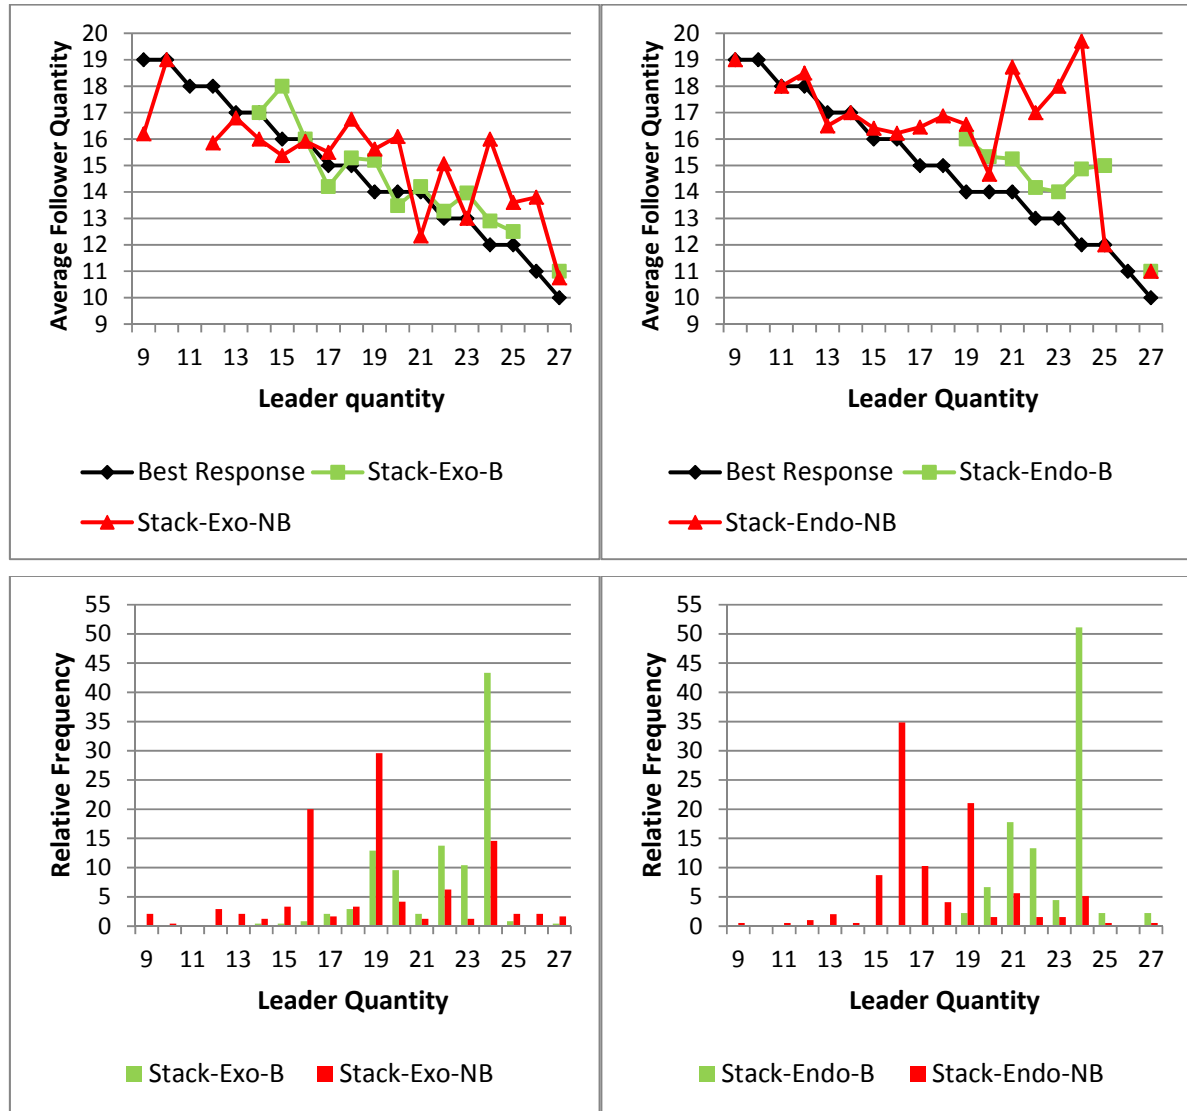 Average Follower Quantity
20
19
18
17
16
15
14
13
12
11
10
9
9 11 13 15 17 19 21 23 25 27
Leader quantity
Best Response Stack-Exo-B
Stack-Exo-NB
Average Follower Quantity
20
19
18
17
16
15
14
13
12
11
10
9
9 11 13 15 17 19 21 23 25 27
Leader Quantity
Best Response Stack-Endo-B
Stack-Endo-NB
Relative Frequency
55
50
45
40
35
30
25
20
15
10
5
0
9 11 13 15 17 19 21 23 25 27
Leader Quantity
Stack-Exo-B Stack-Exo-NB
Relative Frequency
55
50
45
40
35
30
25
20
15
10
5
0
9 11 13 15 17 19 21 23 25 27
Leader Quantity
Stack-Endo-B Stack-Endo-NB